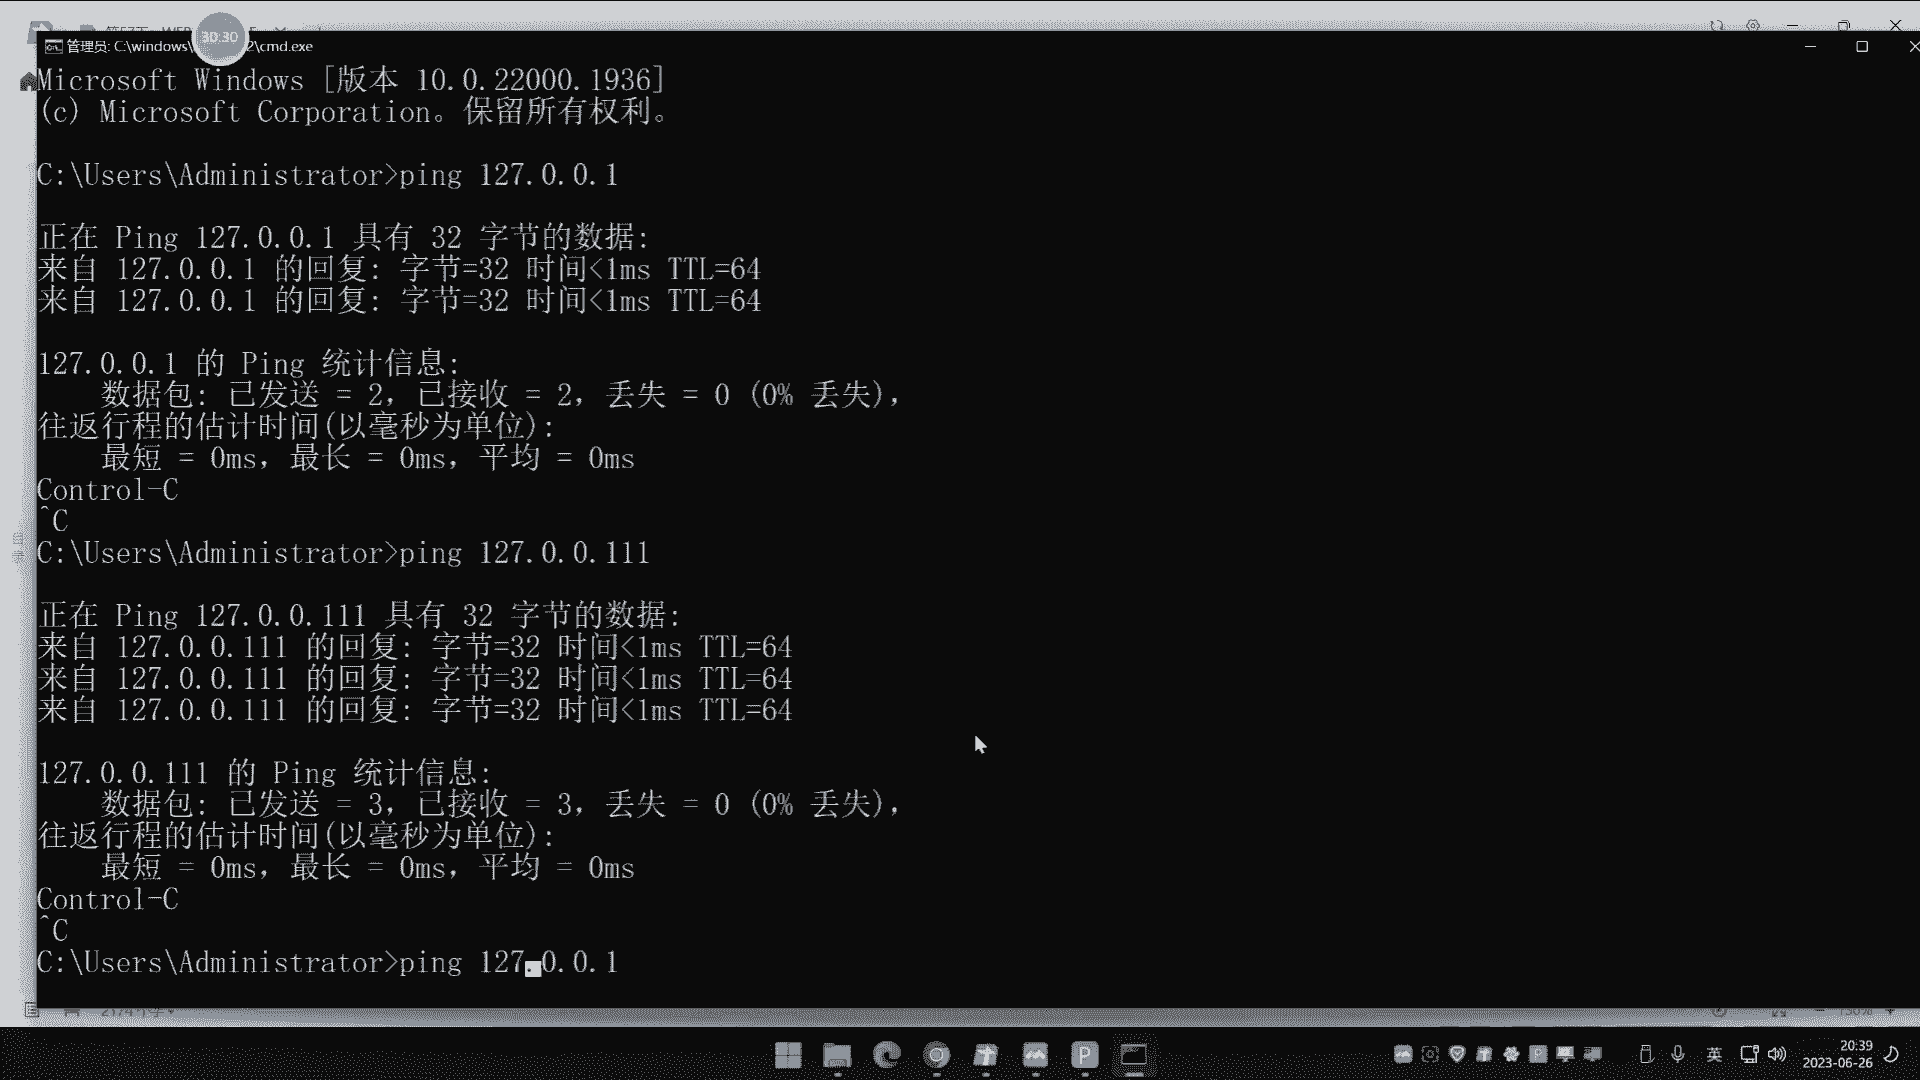 30:30
管理员: C:\windows\ 2\cmd.exe
Microsoft Windows [版本 10.0.22000.1936]
(c) Microsoft Corporation。保留所有权利。
C:\Users\Administrator>ping 127.0.0.1
正在 Ping 127.0.0.1 具有 32 字节的数据:
来自 127.0.0.1 的回复: 字节=32 时间<1ms TTL=64
来自 127.0.0.1 的回复: 字节=32 时间<1ms TTL=64
127.0.0.1 的 Ping 统计信息:
数据包: 已发送 = 2，已接收 = 2，丢失 = 0 (0% 丢失)，
往返行程的估计时间(以毫秒为单位):
最短 = 0ms，最长 = 0ms，平均 = 0ms
Control-C
^C
C:\Users\Administrator>ping 127.0.0.111
正在 Ping 127.0.0.111 具有 32 字节的数据:
来自 127.0.0.111 的回复: 字节=32 时间<1ms TTL=64
来自 127.0.0.111 的回复: 字节=32 时间<1ms TTL=64
来自 127.0.0.111 的回复: 字节=32 时间<1ms TTL=64
127.0.0.111 的 Ping 统计信息:
数据包: 已发送 = 3，已接收 = 3，丢失 = 0 (0% 丢失)，
往返行程的估计时间(以毫秒为单位):
最短 = 0ms，最长 = 0ms，平均 = 0ms
Control-C
^C
C:\Users\Administrator>ping 127.0.0.1
英
20:39
2023-06-26